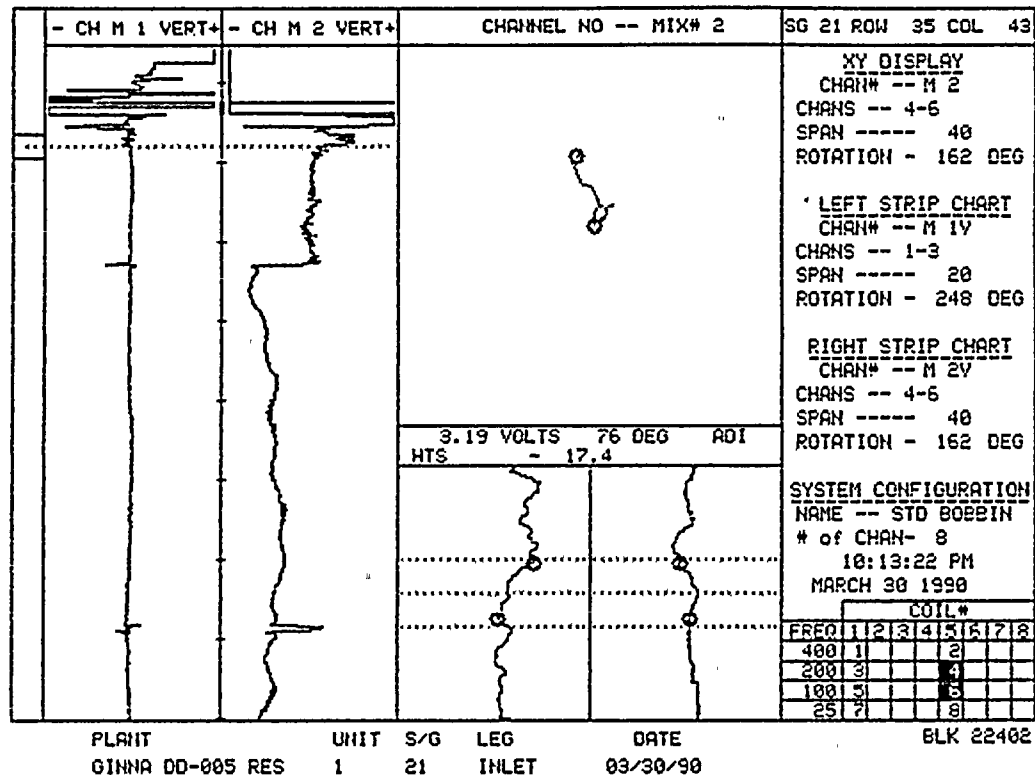 - CH M 1 VERT+
- CH M 2 VERT+
CHANNEL NO -- MIX# 2
SG 21 ROW 35 COL 43
XY DISPLAY
CHAN# -- M 2
CHANS -- 4-6
SPAN ----- 40
ROTATION - 162 DEG
LEFT STRIP CHART
CHAN# -- M 1V
CHANS -- 1-3
SPAN ----- 20
ROTATION - 248 DEG
RIGHT STRIP CHART
CHAN# -- M 2V
CHANS -- 4-6
SPAN ----- 40
ROTATION - 162 DEG
3.19 VOLTS 76 DEG ADI
HTS - 17.4
SYSTEM CONFIGURATION
NAME -- STD BOBBIN
# of CHAN- 8
10:13:22 PM
MARCH 30 1990
COIL#
FREQ 1 2 3 4 5 6 7 8
400 1 2
200 3 4
100 5 6
25 7 8
PLANT UNIT S/G LEG DATE BLK 22402
GINNA DD-005 RES 1 21 INLET 03/30/90